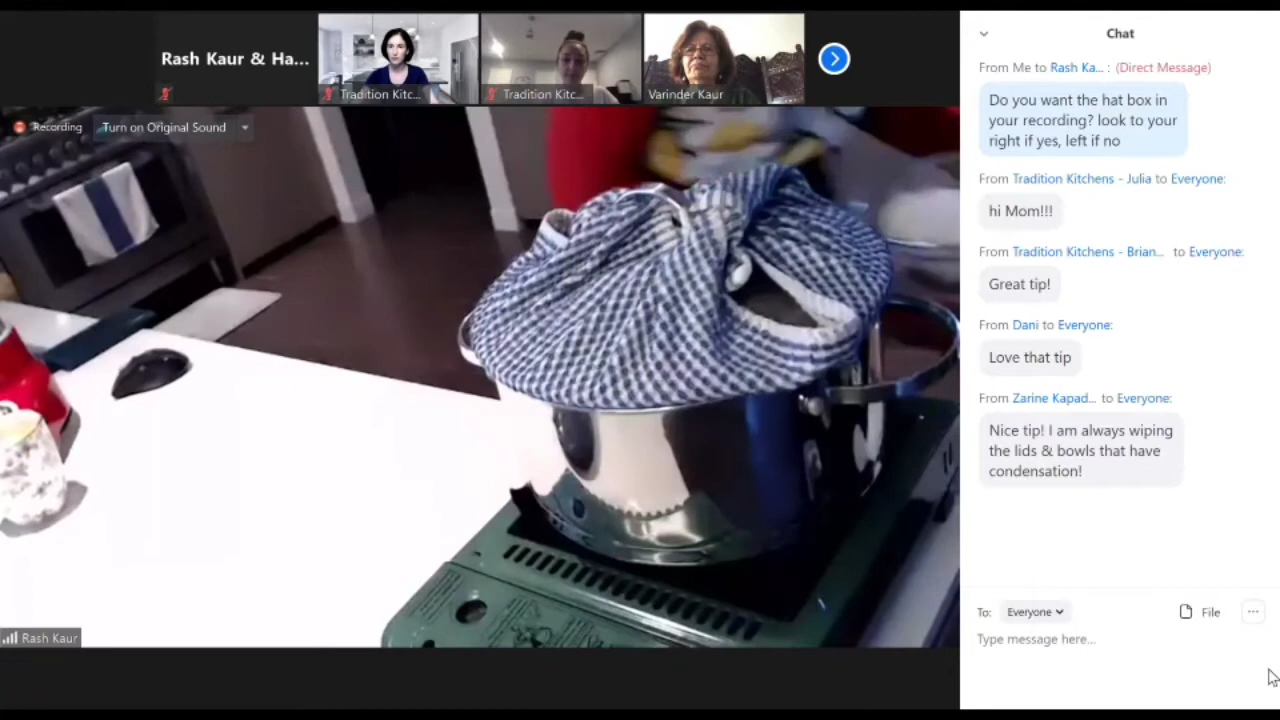 Rash Kaur & Ha...
Tradition Kitc...
Tradition Kitc...
Varinder Kaur
Recording
Turn on Original Sound
Rash Kaur
Chat
From Me to Rash Ka... : (Direct Message)
Do you want the hat box in
your recording? look to your
right if yes, left if no
From Tradition Kitchens - Julia to Everyone:
hi Mom!!!
From Tradition Kitchens - Brian... to Everyone:
Great tip!
From Dani to Everyone:
Love that tip
From Zarine Kapad... to Everyone:
Nice tip! I am always wiping
the lids & bowls that have
condensation!
To: Everyone
File
Type message here...